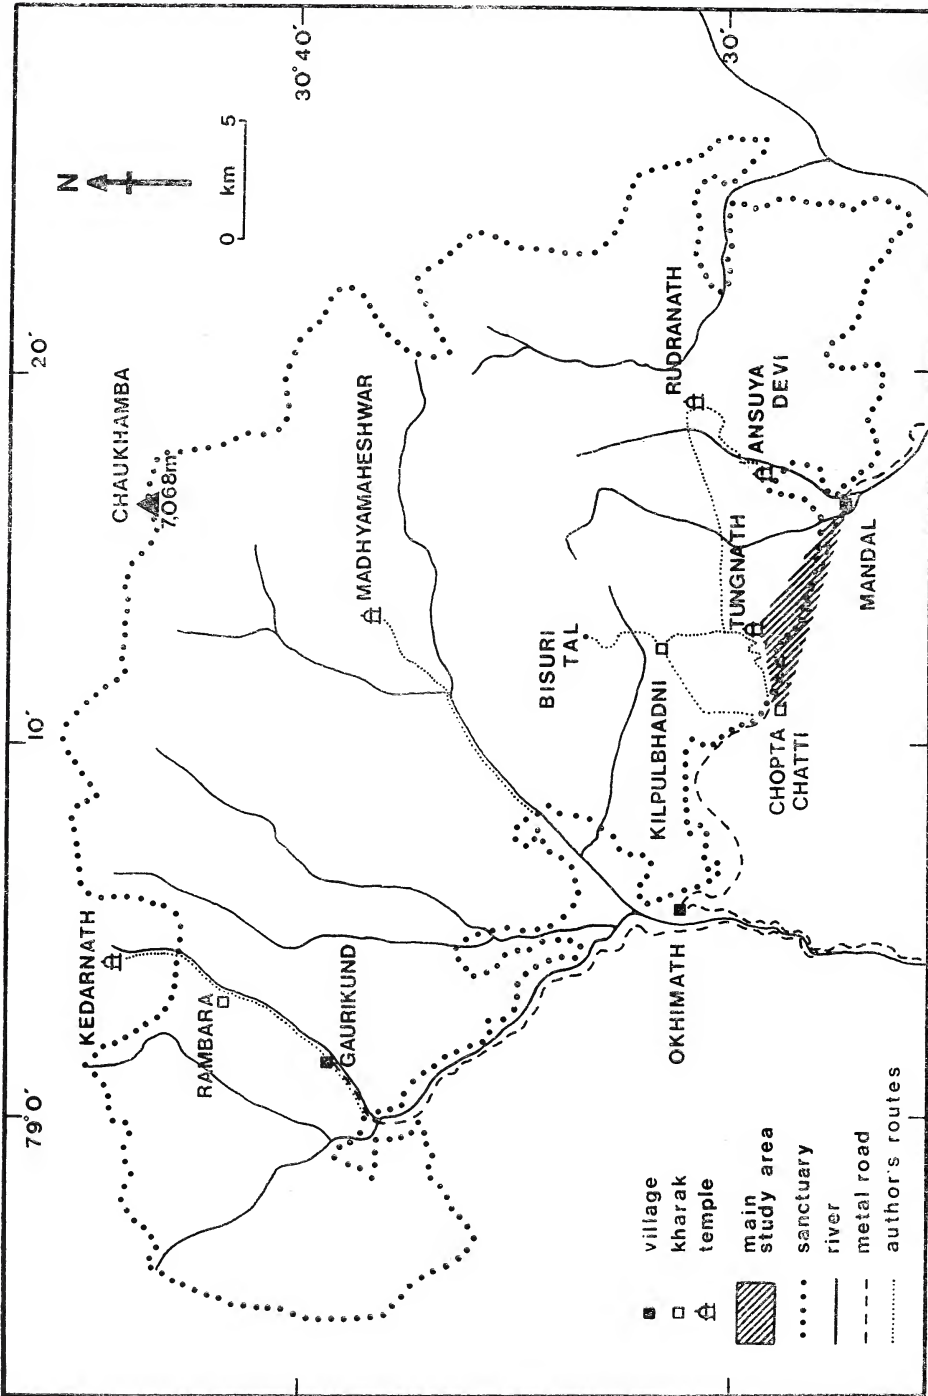 79°0′
10′
20′
30°40′
30′
N
0 km 5
CHAUKHAMBA
7,068m°
KEDARNATH
RAMBARA
GAURIKUND
MADHYAMAHESHWAR
BISURI
TAL
KILPULBHADNI
RUDRANATH
ANSUYA
DEVI
TUNGNATH
MANDAL
CHOPTA
CHATTI
OKHIMATH
village
kharak
temple
main
study area
sanctuary
river
metal road
author's routes